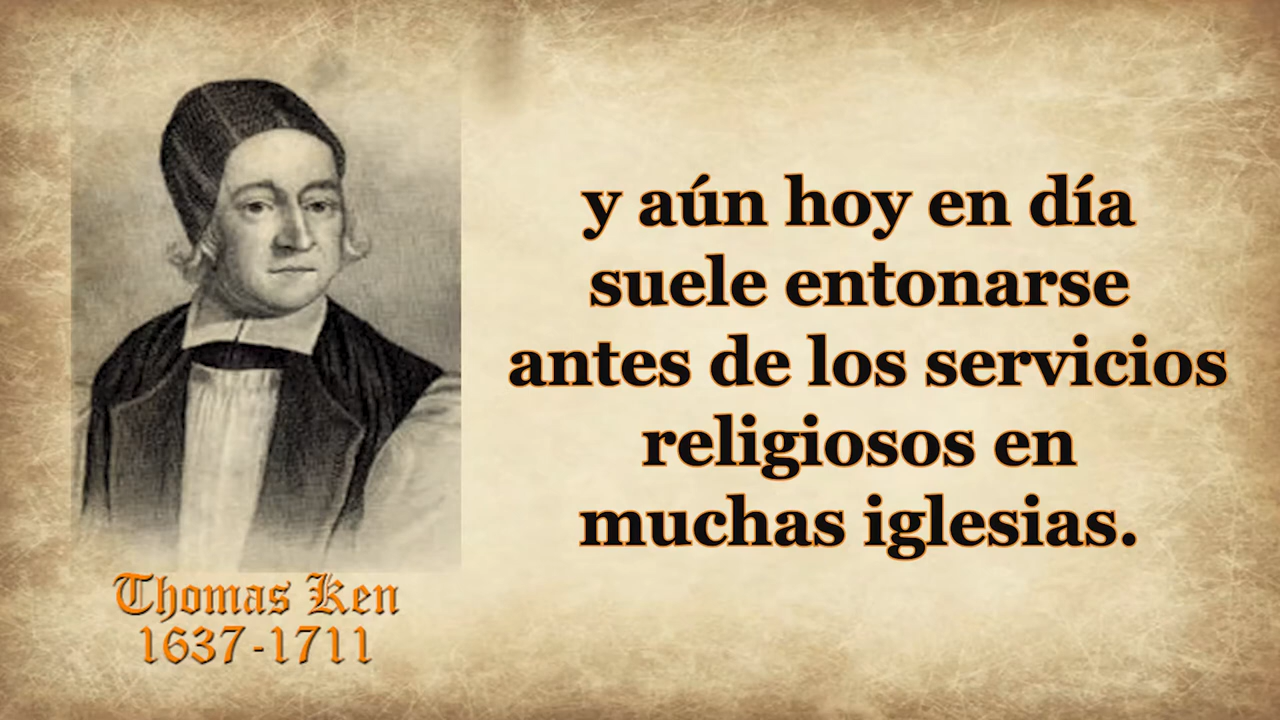 y aún hoy en día
suele entonarse
antes de los servicios
religiosos en
muchas iglesias.
Thomas Ken
1637-1711